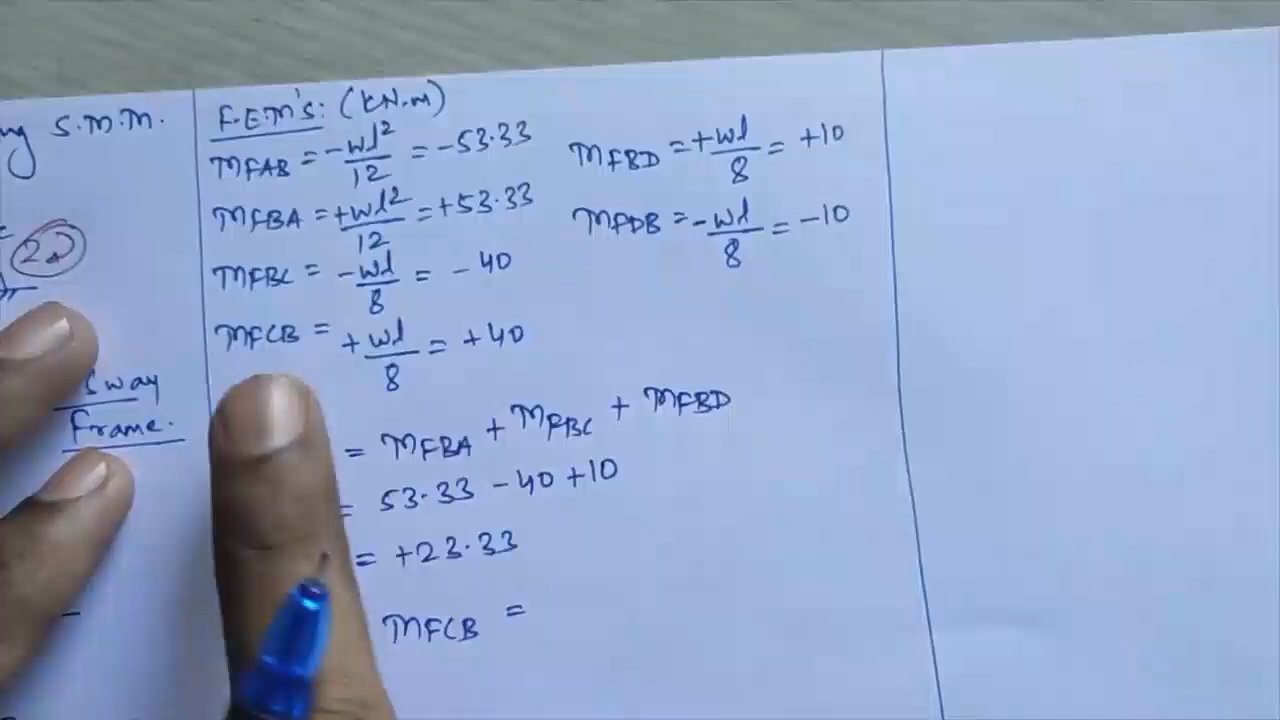 S.M.M.
2D
Sway
Frame.
F.E.M'S: (KN.m)
MFAB = -wl²/12 = -53.33
MFBA = +wl²/12 = +53.33
MFBC = -wl/8 = -40
MFCB = +wl/8 = +40
MFBD = +wl/8 = +10
MFDB = -wl/8 = -10
= MFBA + MFBC + MFBD
= 53.33 - 40 + 10
= +23.33
MFCB =